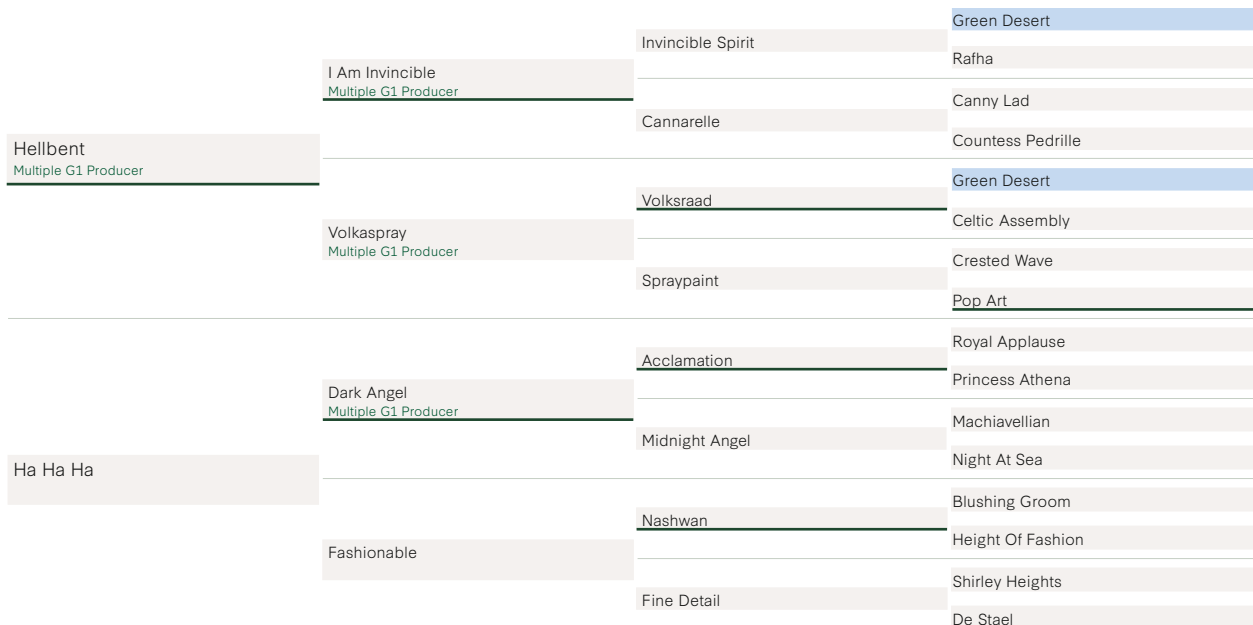 Green Desert
Invincible Spirit
Rafha
I Am Invincible
Multiple G1 Producer
Canny Lad
Cannarelle
Countess Pedrille
Hellbent
Multiple G1 Producer
Green Desert
Volksraad
Celtic Assembly
Volkaspray
Multiple G1 Producer
Crested Wave
Spraypaint
Pop Art
Royal Applause
Acclamation
Princess Athena
Dark Angel
Multiple G1 Producer
Machiavellian
Midnight Angel
Night At Sea
Ha Ha Ha
Blushing Groom
Nashwan
Height Of Fashion
Fashionable
Shirley Heights
Fine Detail
De Stael